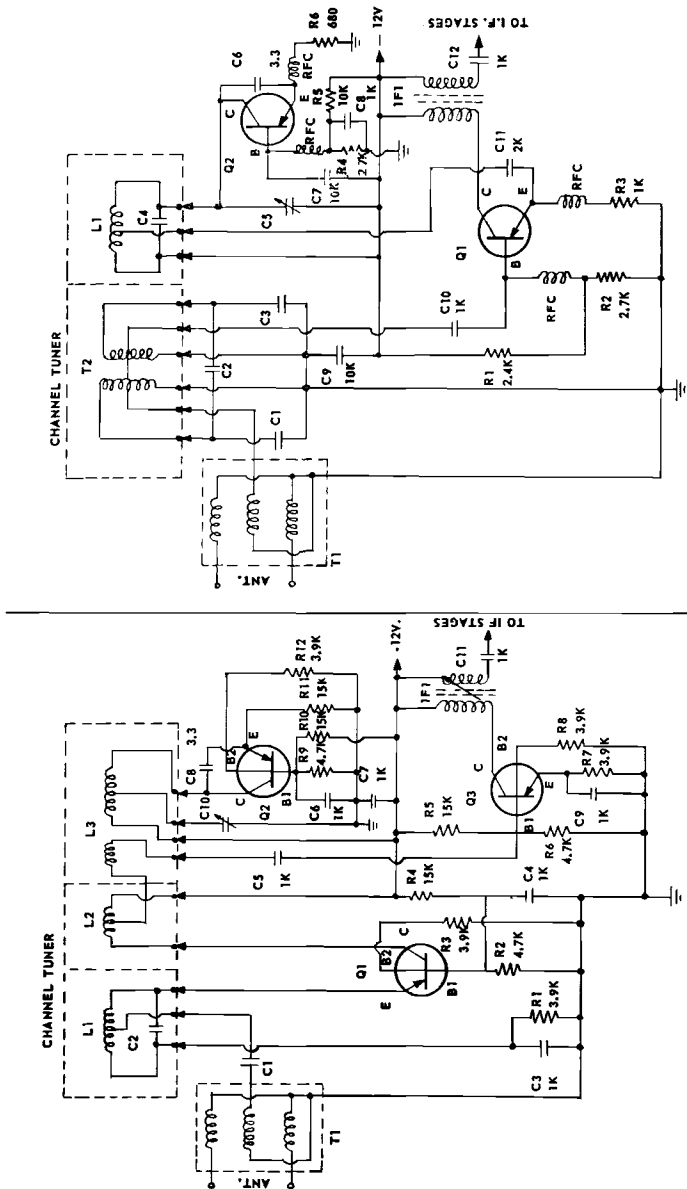 CHANNEL TUNER
T2
L1
C4
C1
C2
C3
C5
C6
3.3
Q2
C
B
E
RFC
R6
680
RFC
R5
10K
C8
1K
R4
2.7K
C7
10K
-12V
TO I.F. STAGES
C12
1K
1F1
C9
10K
C10
1K
R1
2.4K
Q1
B
C
E
C11
2K
RFC
R2
2.7K
RFC
R3
1K
ANT.
T1
CHANNEL TUNER
L1
C2
L2
L3
C8
3.3
R12
3.9K
R11
15K
R10
15K
R9
4.7K
B2
E
C
B1
Q2
C10
C6
1K
C7
1K
-12V.
TO IF STAGES
C11
1K
1F1
C5
1K
R5
15K
R4
15K
R6
4.7K
C4
1K
Q3
C
B2
E
B1
R8
3.9K
R7
3.9K
C9
1K
Q1
B2
C
E
B1
R3
3.9K
R2
4.7K
R1
3.9K
C3
1K
C1
ANT.
T1